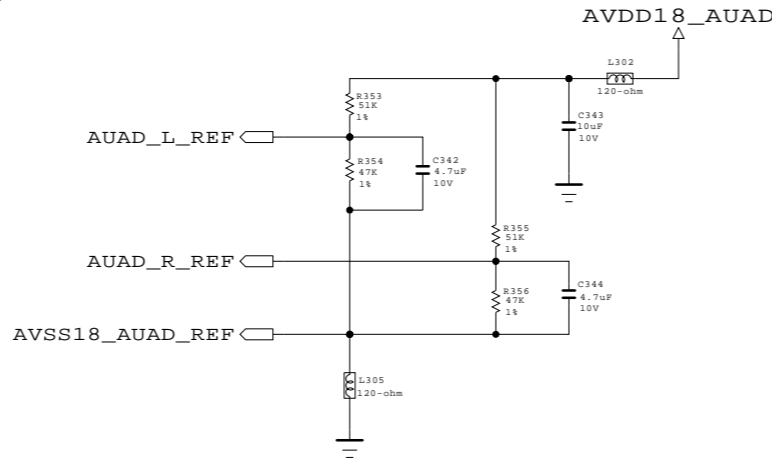 AVDD18_AUAD
L302
120-ohm
R353
51K
1%
C343
10uF
10V
AUAD_L_REF
R354
47K
1%
C342
4.7uF
10V
R355
51K
1%
AUAD_R_REF
R356
47K
1%
C344
4.7uF
10V
AVSS18_AUAD_REF
L305
120-ohm